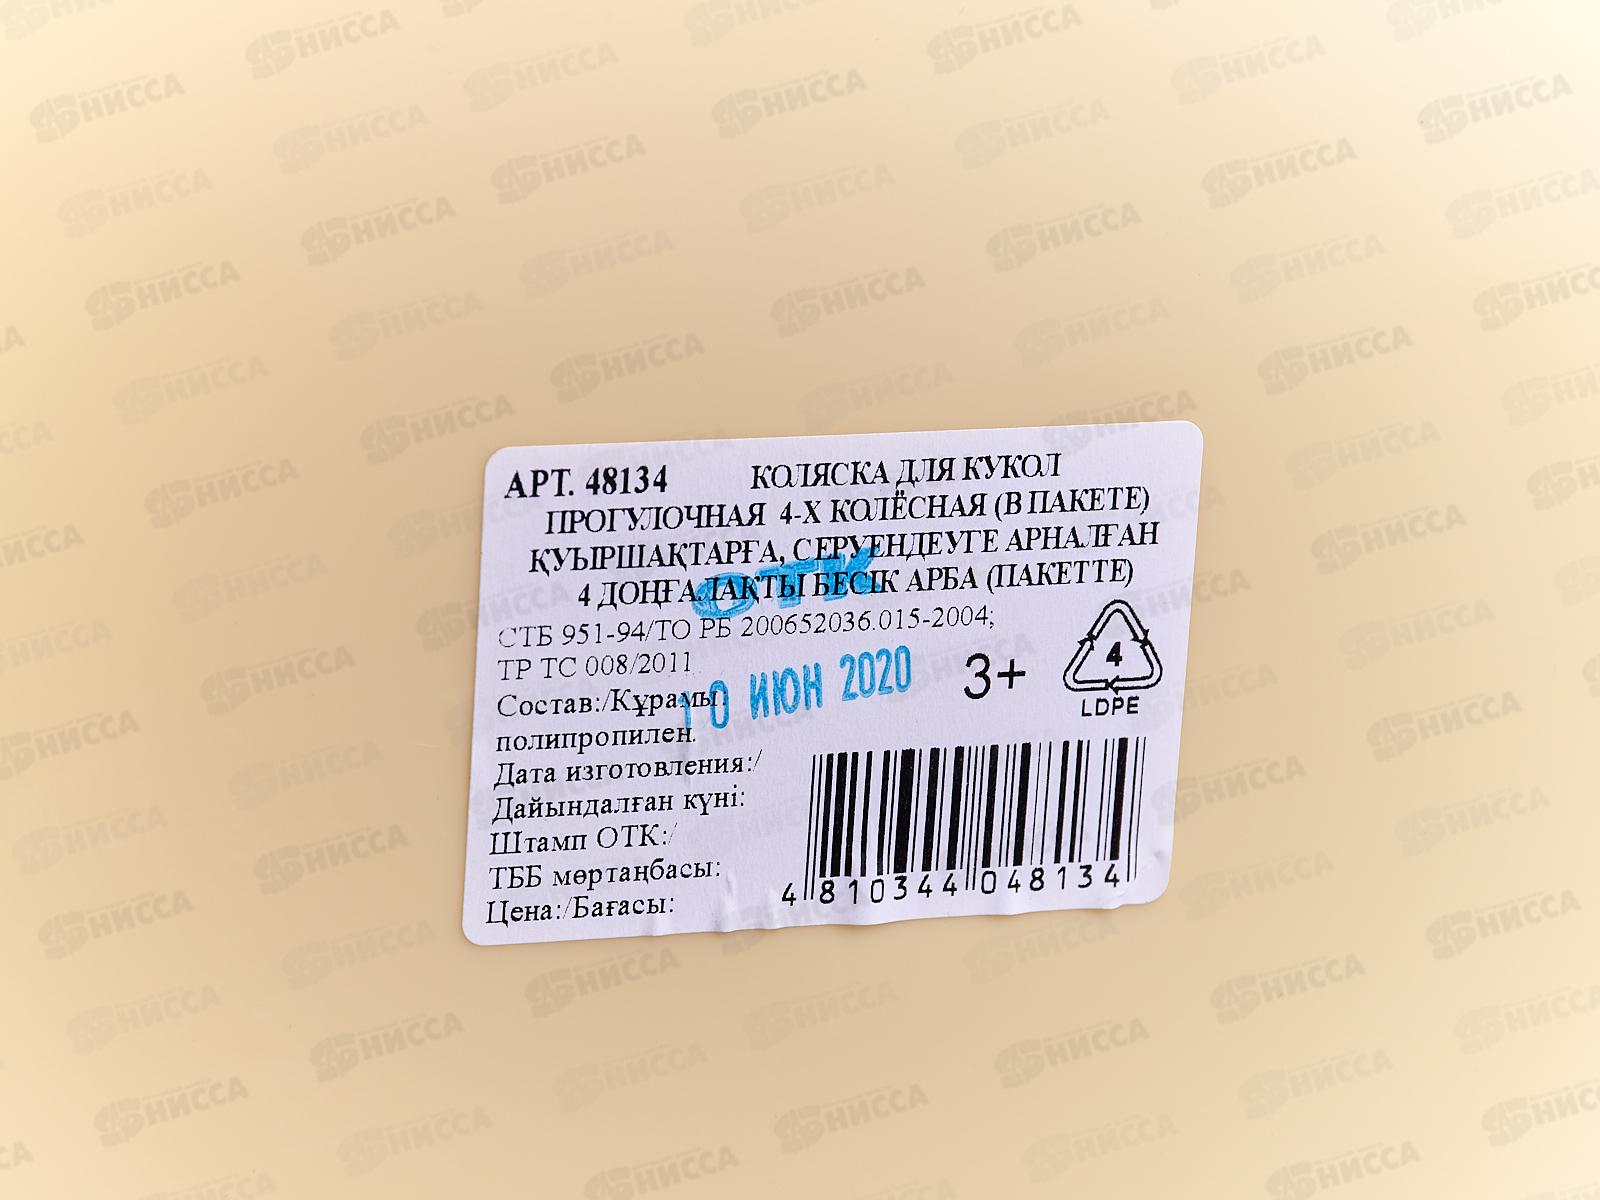 АРТ. 48134 КОЛЯСКА ДЛЯ КУКОЛ
ПРОГУЛОЧНАЯ 4-Х КОЛЁСНАЯ (В ПАКЕТЕ)
ҚУЫРШАҚТАРҒА, СЕРУЕНДЕУГЕ АРНАЛҒАН
4 ДОҢҒАЛАҚТЫ БЕСІК АРБА (ПАКЕТТЕ)
ОТК
СТБ 951-94/ТО РБ 200652036.015-2004;
ТР ТС 008/2011
10 ИЮН 2020
3+
4
LDPE
Состав:/Құрамы:
полипропилен.
Дата изготовления:/
Дайындалған күні:
Штамп ОТК:/
ТББ мөртаңбасы:
Цена:/Бағасы:
4 810344 048134
НИССА